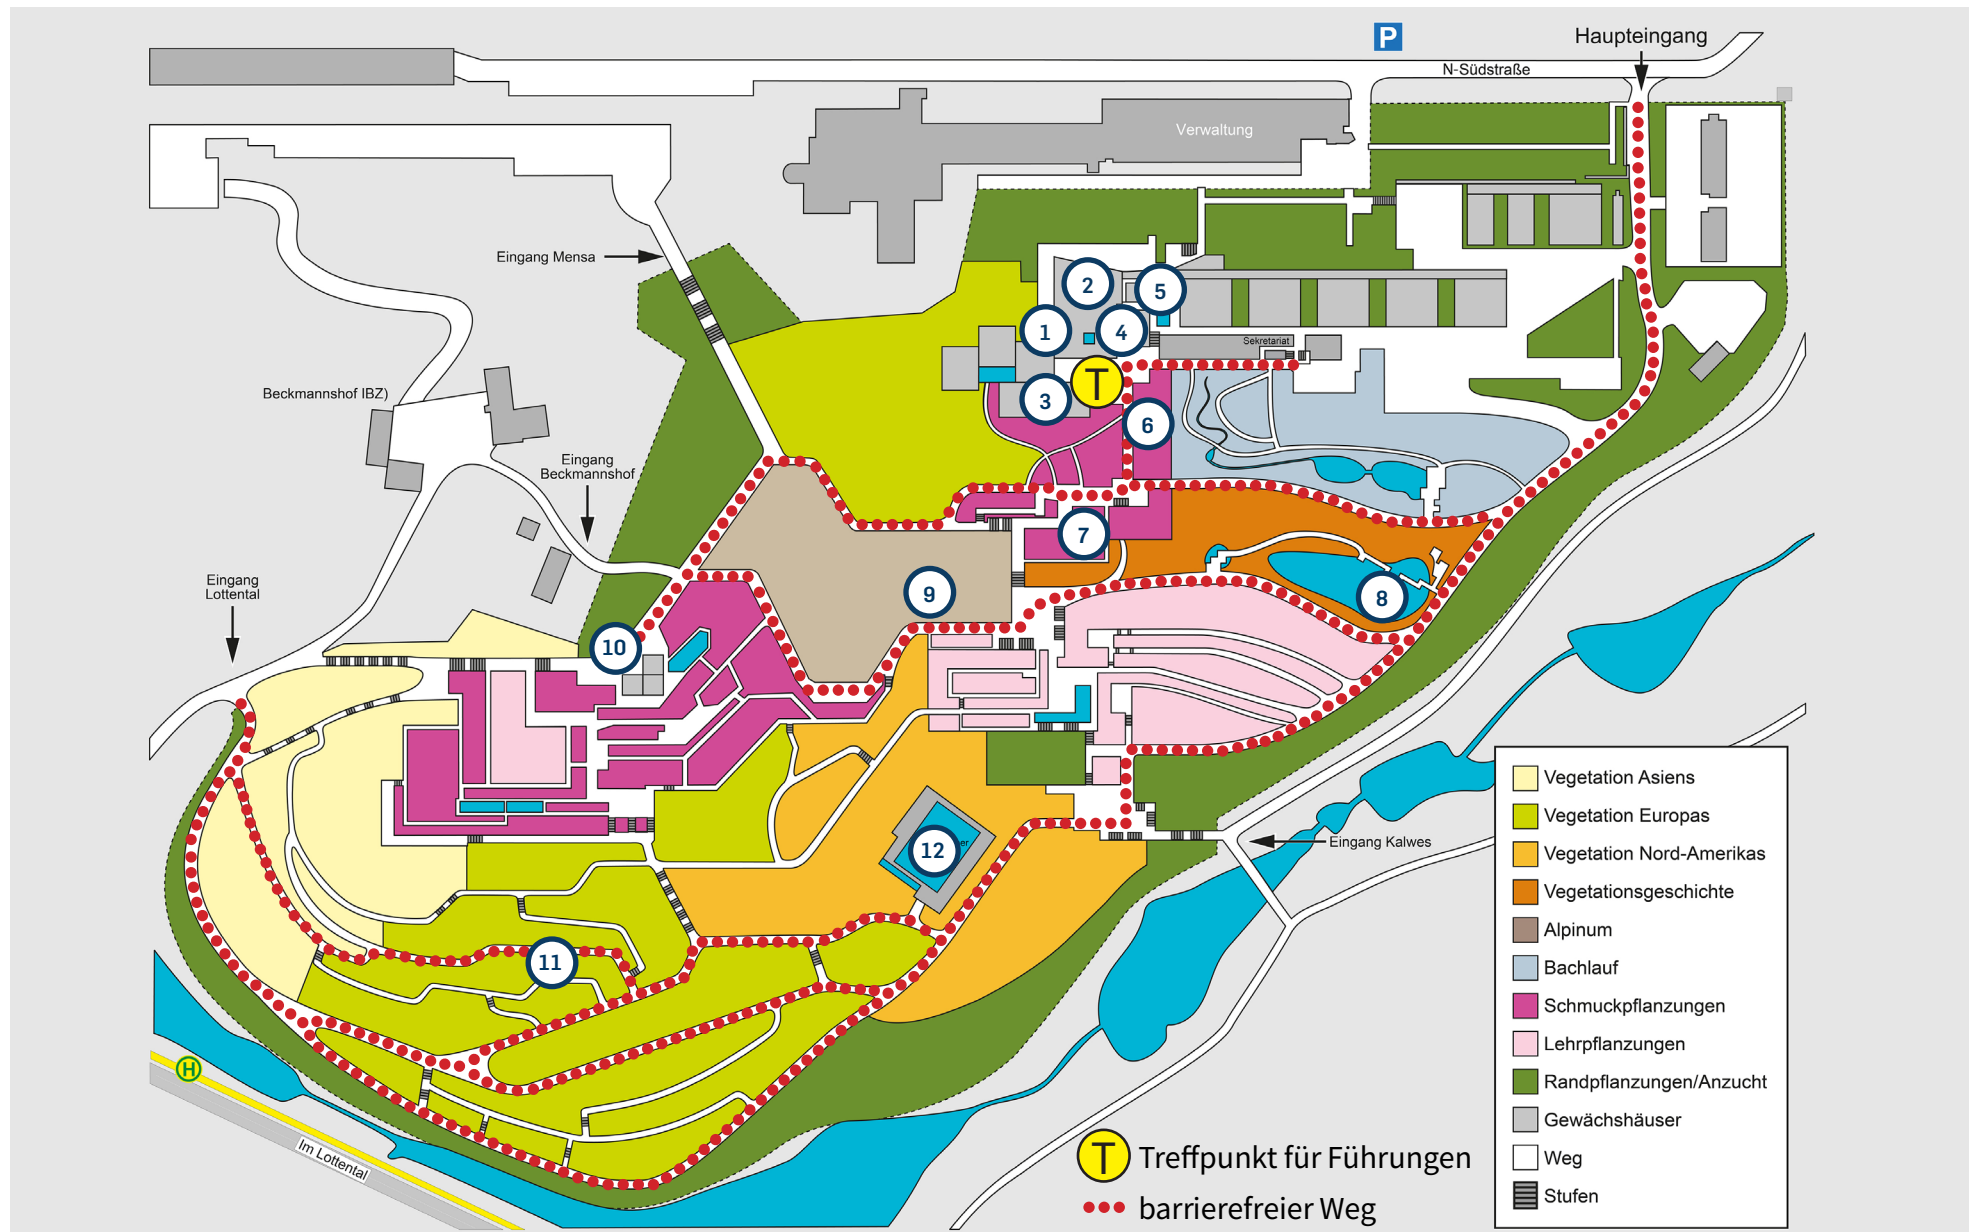 P
Haupteingang
N-Südstraße
Verwaltung
Eingang Mensa
2
5
1
4
Sekretariat
T
3
6
Beckmannshof IBZ)
Eingang
Beckmannshof
7
Eingang
Lottental
9
8
10
12
er
Eingang Kalwes
11
H
Im Lottental
Vegetation Asiens
Vegetation Europas
Vegetation Nord-Amerikas
Vegetationsgeschichte
Alpinum
Bachlauf
Schmuckpflanzungen
Lehrpflanzungen
Randpflanzungen/Anzucht
Gewächshäuser
Weg
Stufen
T Treffpunkt für Führungen
barrierefreier Weg